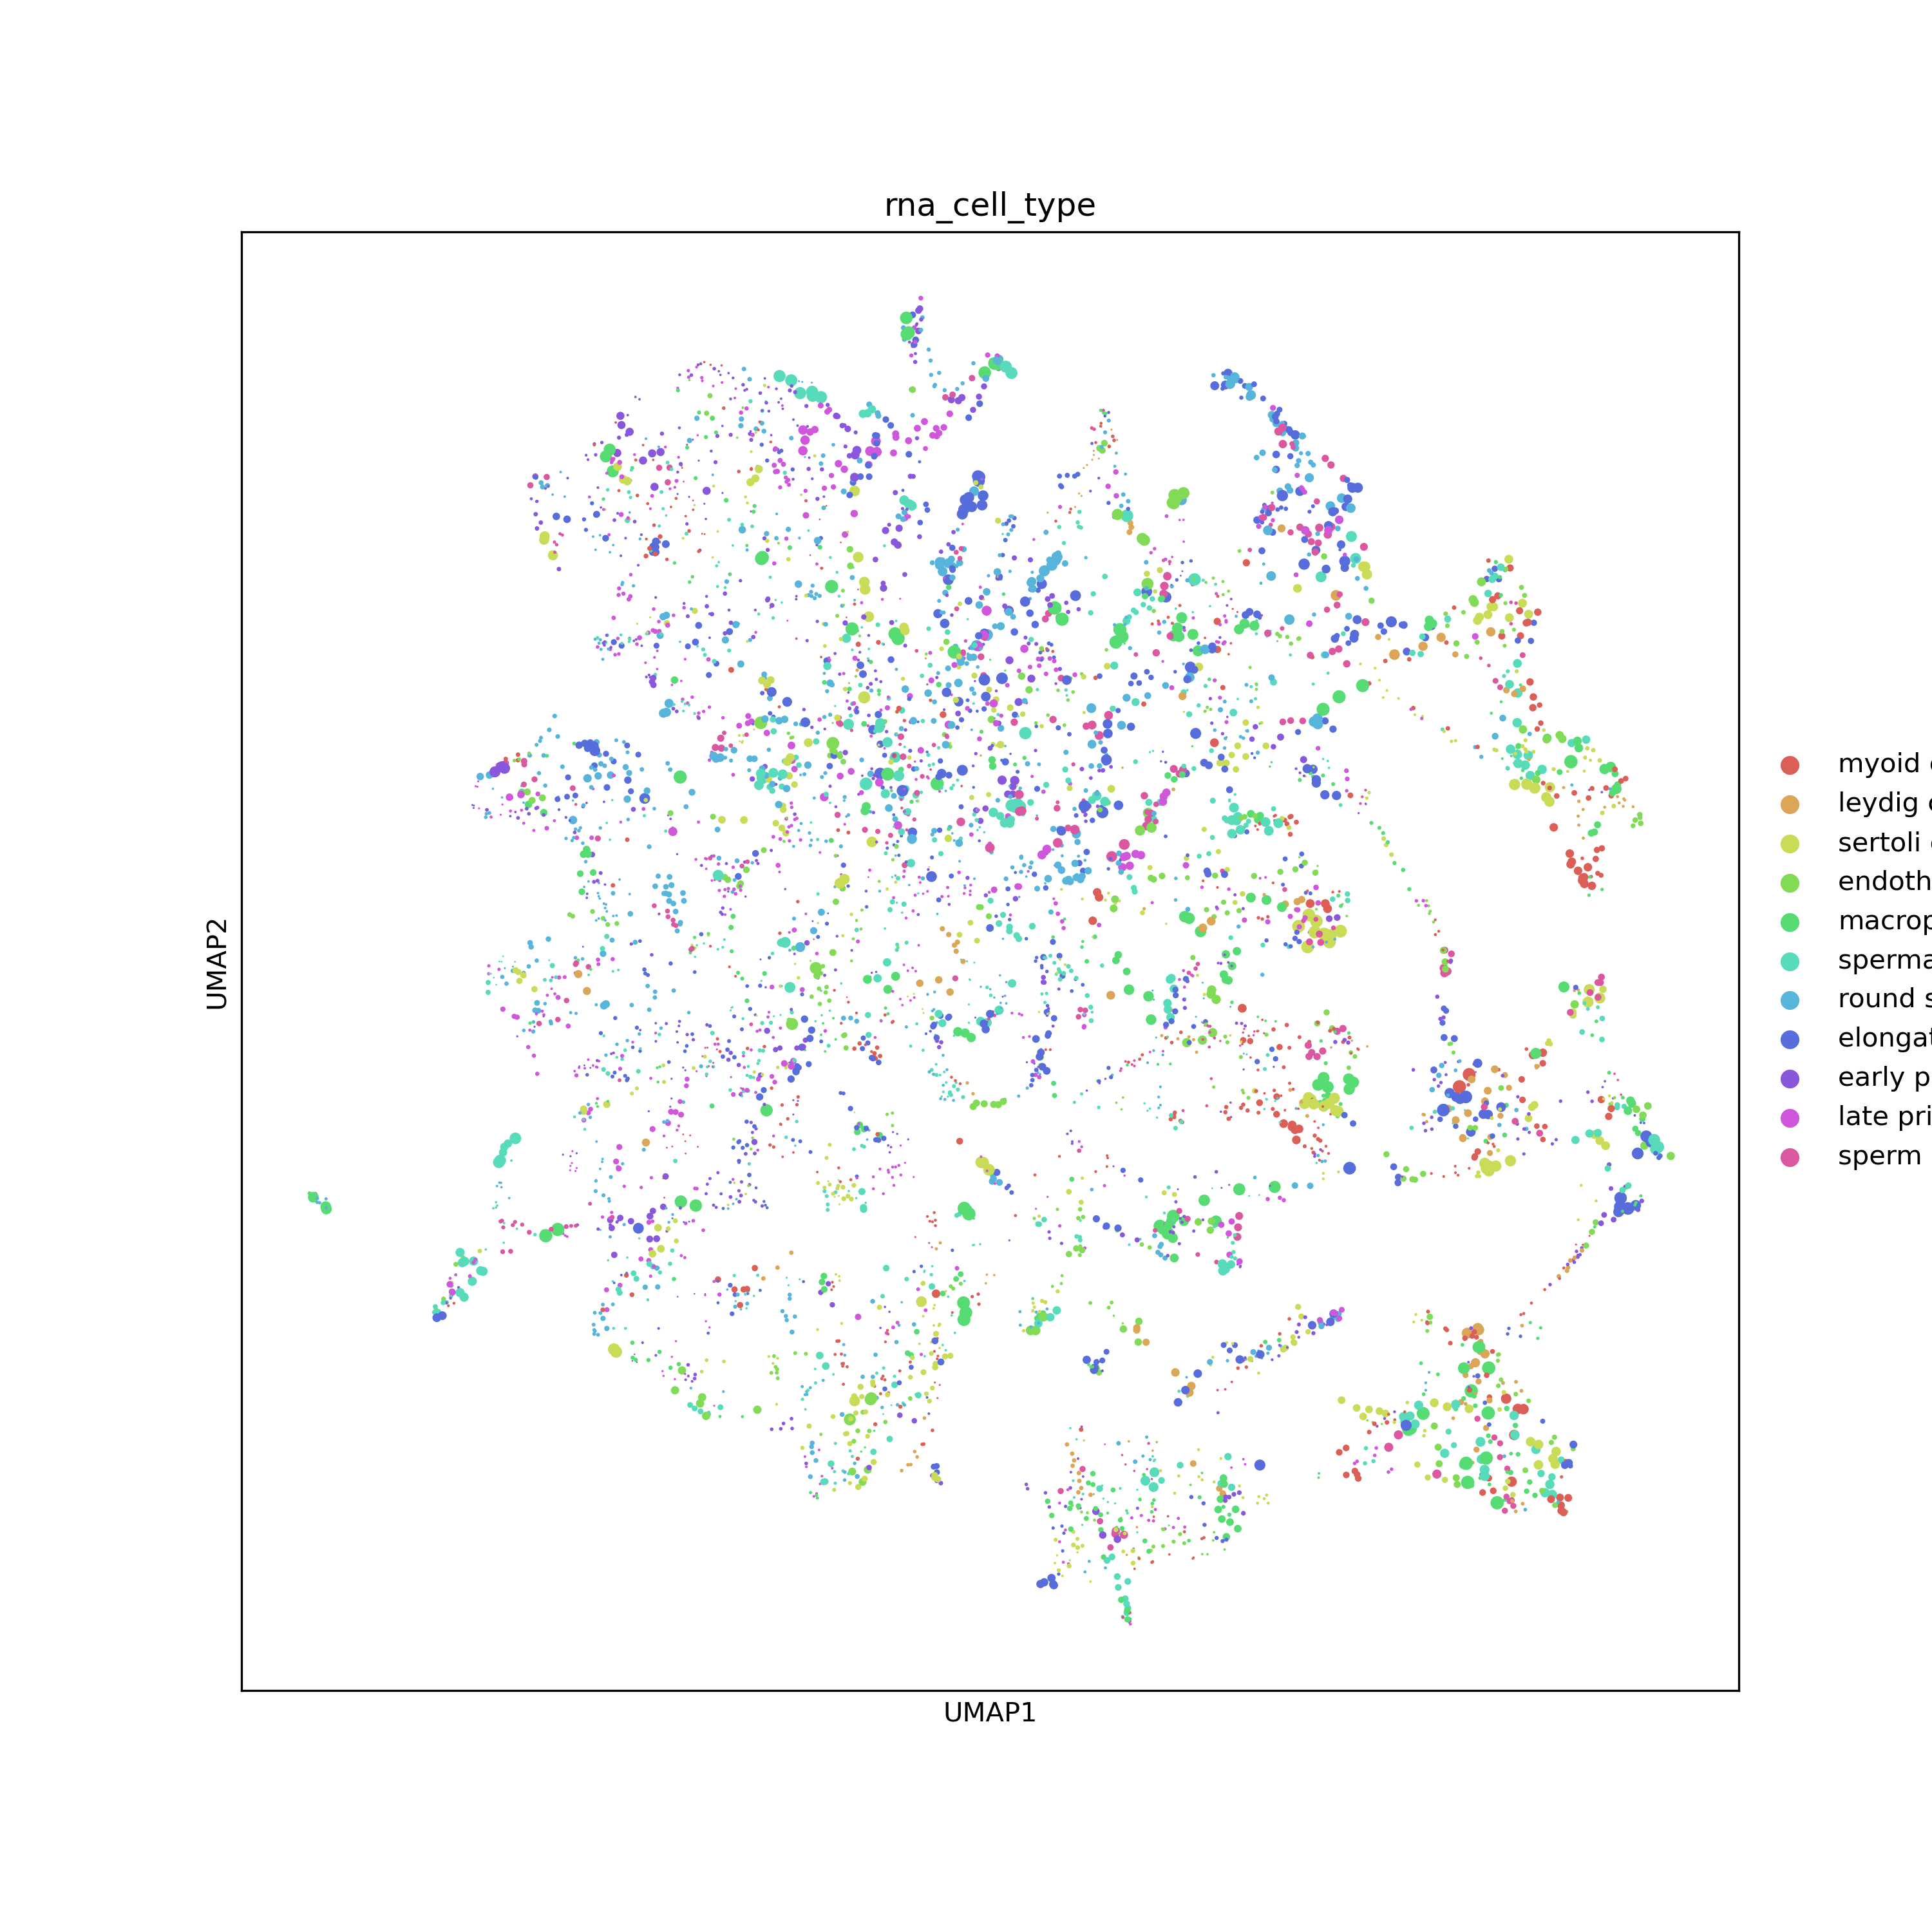 rna_cell_type
UMAP2
UMAP1
myoid
leydig
sertoli
endoth
macrop
sperma
round s
elongat
early p
late pri
sperm